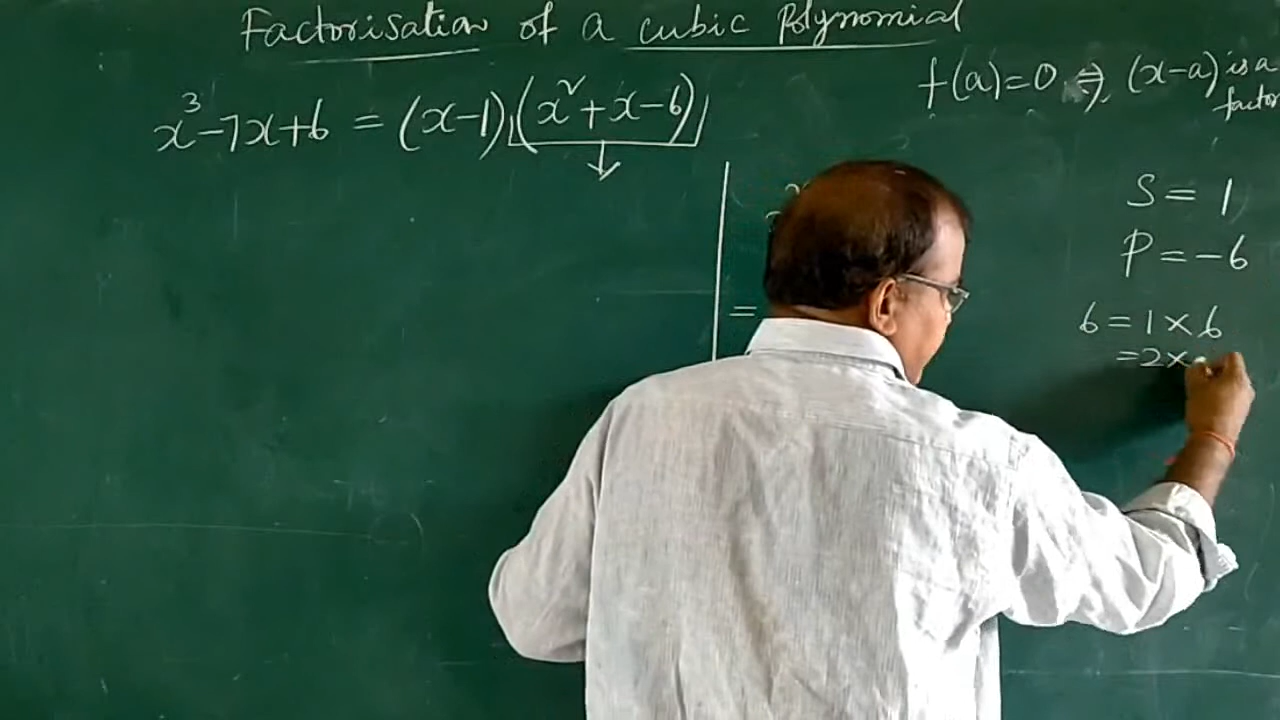 Factorisation of a cubic Polynomial
f(a)=0 ⇒ (x-a) is a factor
x³-7x+6 = (x-1)(x²+x-6)
↓
S = 1
P = -6
=
6 = 1×6
=2×